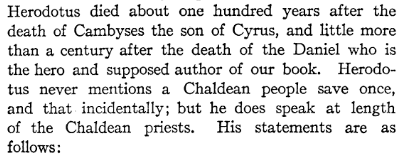 Herodotus died about one hundred years after the
death of Cambyses the son of Cyrus, and little more
than a century after the death of the Daniel who is
the hero and supposed author of our book. Herodo-
tus never mentions a Chaldean people save once,
and that incidentally; but he does speak at length
of the Chaldean priests. His statements are as
follows: